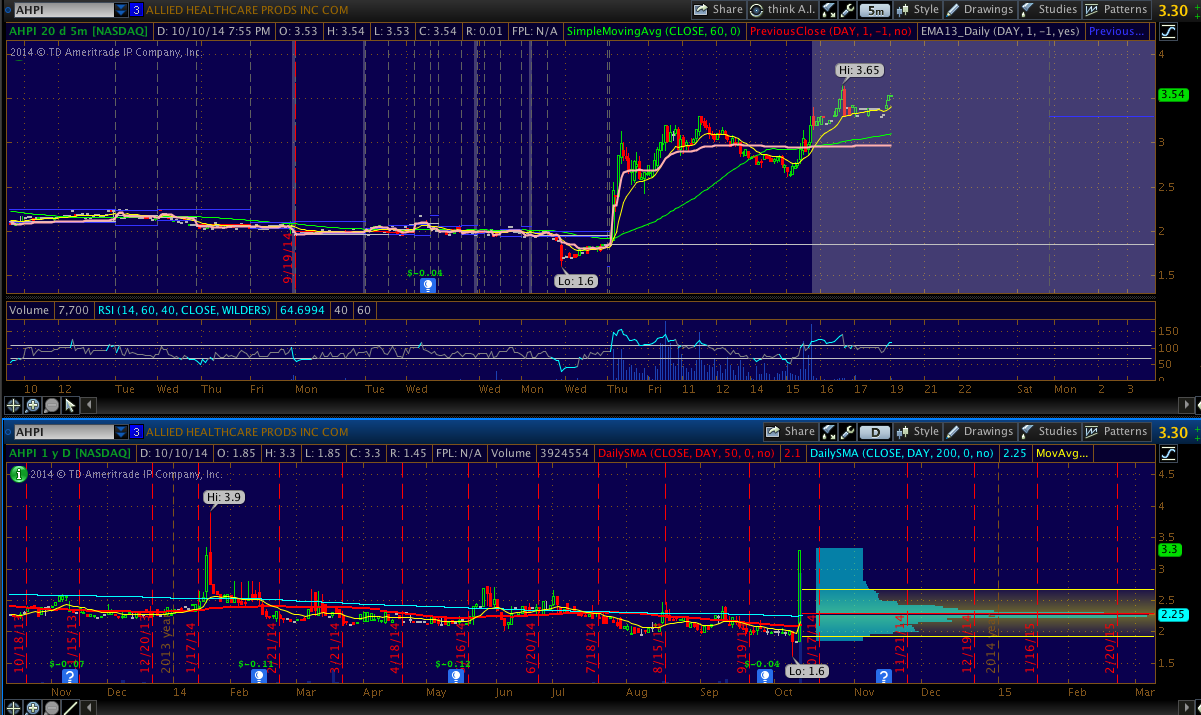 AHPI 3 ALLIED HEALTHCARE PRODS INC COM Share think A.I. 5m Style Drawings Studies Patterns 3.30
AHPI 20 d 5m [NASDAQ] D: 10/10/14 7:55 PM O: 3.53 H: 3.54 L: 3.53 C: 3.54 R: 0.01 FPL: N/A SimpleMovingAvg (CLOSE, 60, 0) PreviousClose (DAY, 1, -1, no) EMA13_Daily (DAY, 1, -1, yes) Previous...
2014 © TD Ameritrade IP Company, Inc.
4
Hi: 3.65
3.54
3
2.5
2
9/19/14
$-0.04
Lo: 1.6
1.5
Volume 7,700 RSI (14, 60, 40, CLOSE, WILDERS) 64.6994 40 60
150
100
50
0
10 12 Tue Wed Thu Fri Mon Tue Wed Wed Mon Wed Thu Fri 11 12 14 15 16 17 19 21 22 Sat Mon 2 3
AHPI 3 ALLIED HEALTHCARE PRODS INC COM Share D Style Drawings Studies Patterns 3.30
AHPI 1 y D [NASDAQ] D: 10/10/14 O: 1.85 H: 3.3 L: 1.85 C: 3.3 R: 1.45 FPL: N/A Volume 3924554 DailySMA (CLOSE, DAY, 50, 0, no) 2.1 DailySMA (CLOSE, DAY, 200, 0, no) 2.25 MovAvg...
i 2014 © TD Ameritrade IP Company, Inc.
4.5
Hi: 3.9
4
3.5
3.3
3
2.5
2.25
2
1.5
12/20/13 2013 year 1/17/14 2/21/14 3/21/14 4/18/14 5/16/14 6/20/14 7/18/14 8/15/14 9/19/14 10/17/14 11/21/14 12/19/14 2014 year 1/16/15 2/20/15
$-0.07 $-0.11 $-0.12 $-0.04
? ?
Lo: 1.6
Nov Dec 14 Feb Mar Apr May Jun Jul Aug Sep Oct Nov Dec 15 Feb Mar